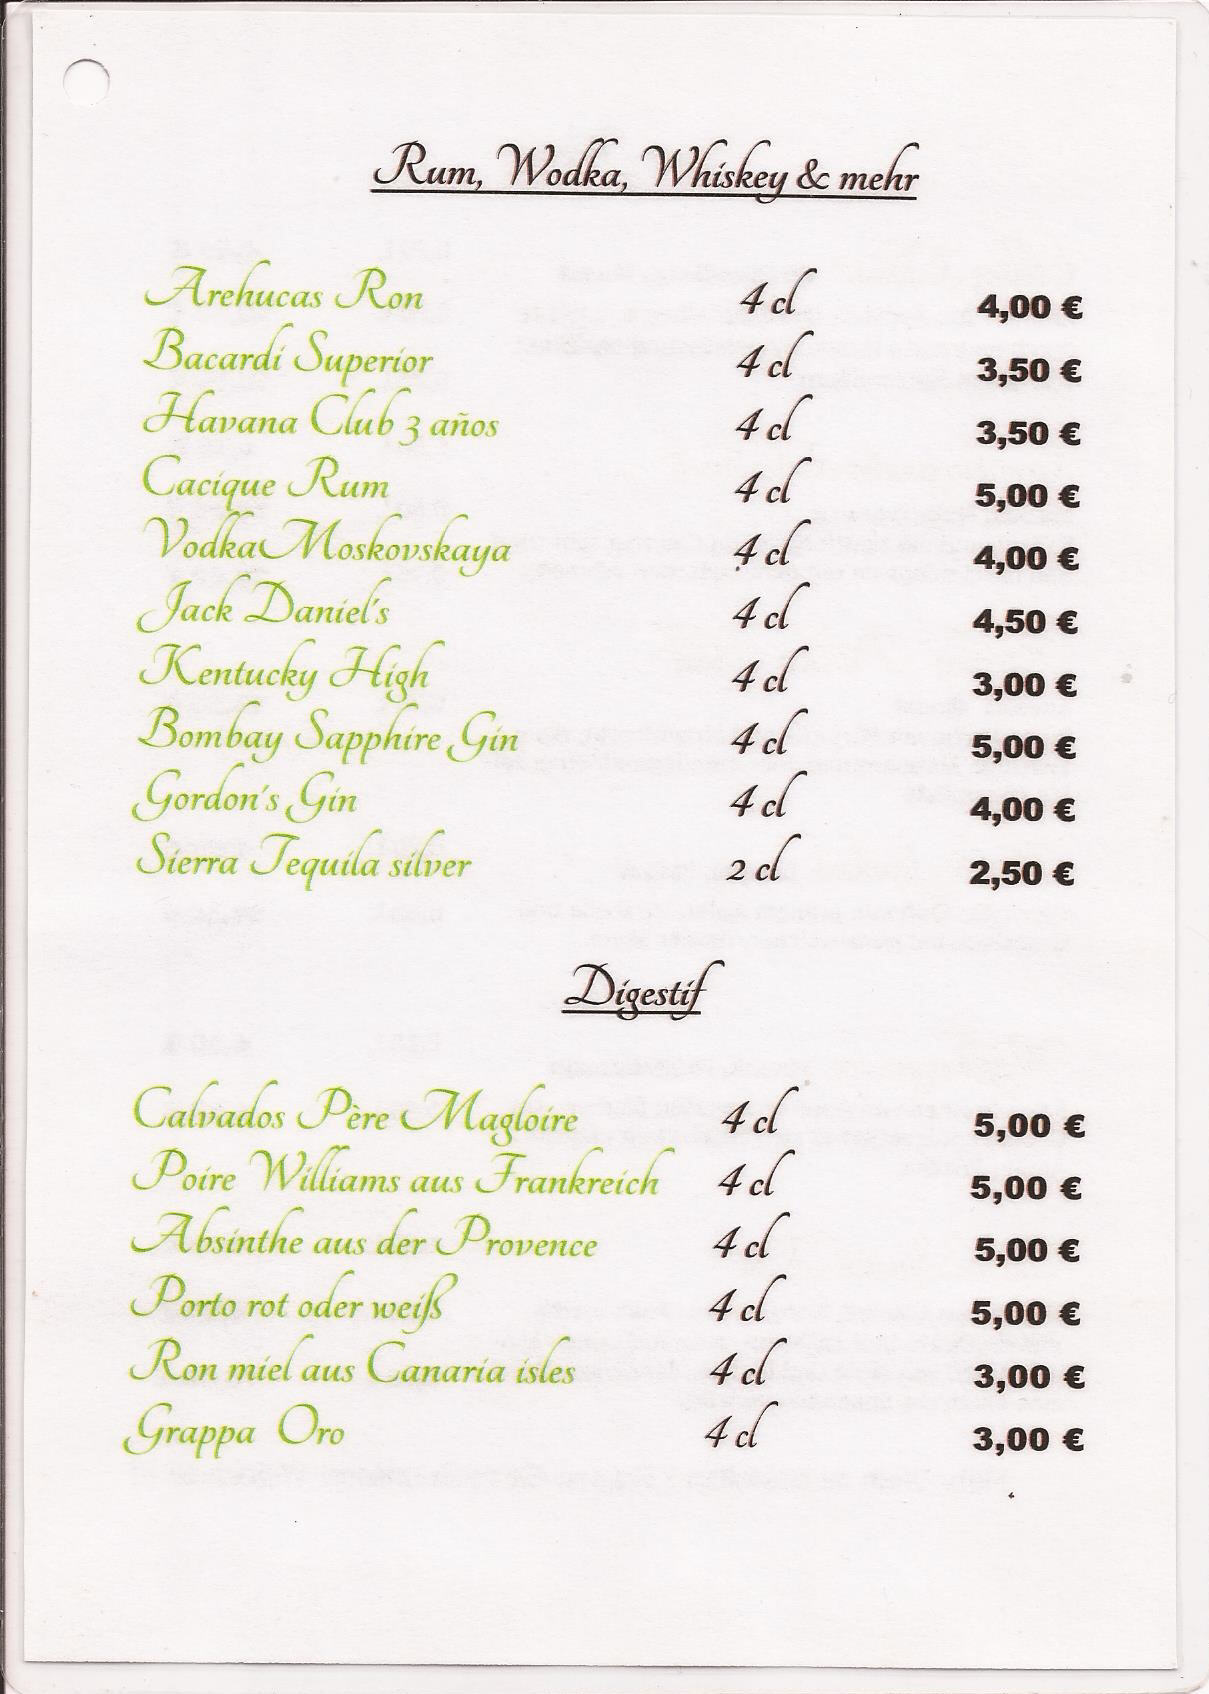 Rum, Wodka, Whiskey & mehr
Arehucas Ron 4 cl 4,00 €
Bacardi Superior 4 cl 3,50 €
Havana Club 3 años 4 cl 3,50 €
Cacique Rum 4 cl 5,00 €
Vodka Moskovskaya 4 cl 4,00 €
Jack Daniel's 4 cl 4,50 €
Kentucky High 4 cl 3,00 €
Bombay Sapphire Gin 4 cl 5,00 €
Gordon's Gin 4 cl 4,00 €
Sierra Tequila silver 2 cl 2,50 €
Digestif
Calvados Père Magloire 4 cl 5,00 €
Poire Williams aus Frankreich 4 cl 5,00 €
Absinthe aus der Provence 4 cl 5,00 €
Porto rot oder weiß 4 cl 5,00 €
Ron miel aus Canaria isles 4 cl 3,00 €
Grappa Oro 4 cl 3,00 €